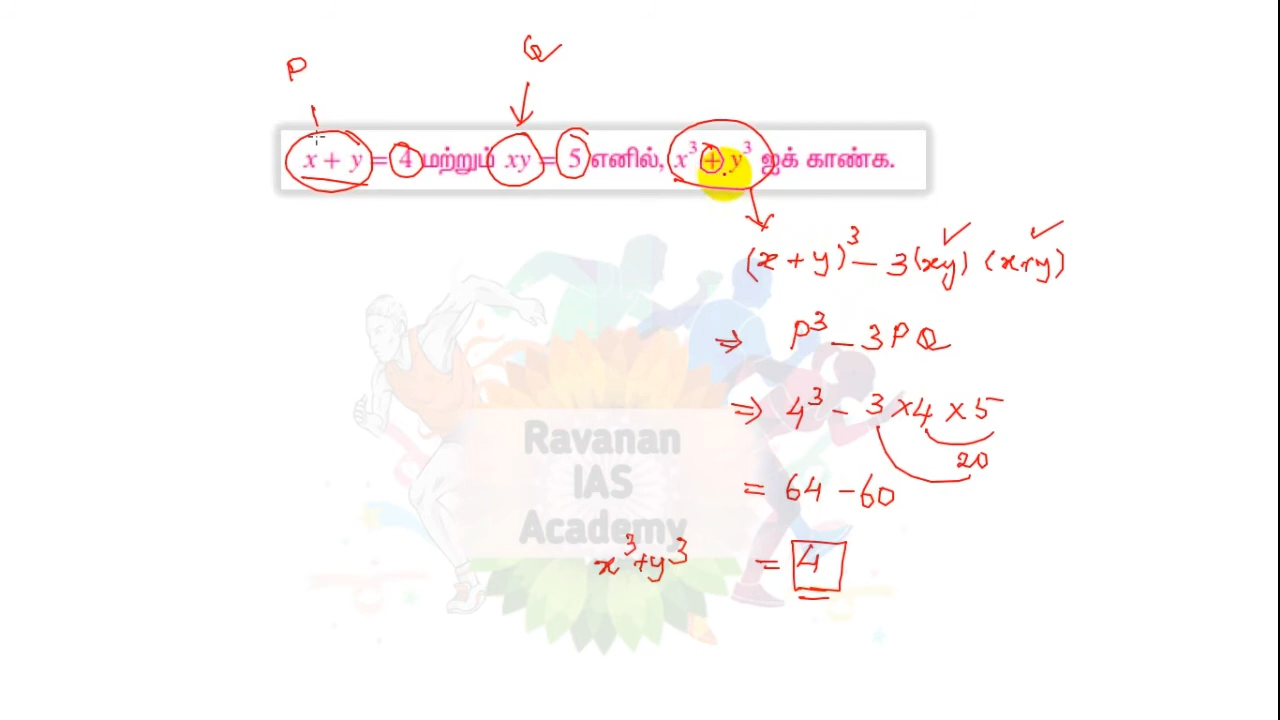 P
Q
x + y = 4 மற்றும் xy = 5 எனில், x³ + y³ ஐக் காண்க.
(x + y)³ – 3(xy) (x+y)
⇒ P³ – 3PQ
⇒ 4³ – 3 × 4 × 5
20
= 64 – 60
x³+y³ = 4
Ravanan
IAS
Academy